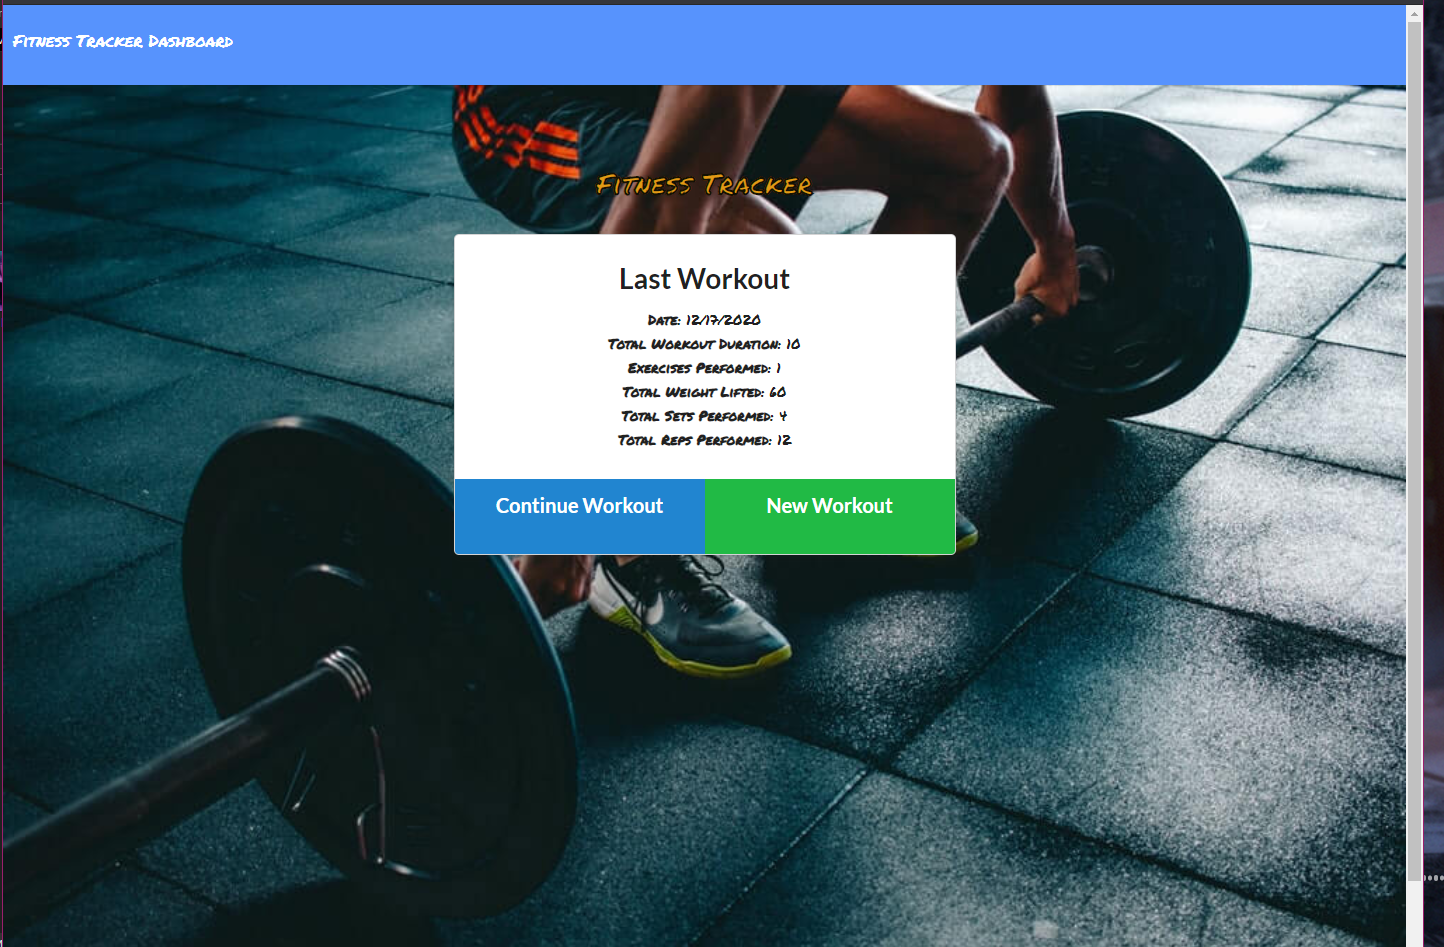 Fitness Tracker Dashboard
Fitness Tracker
Last Workout
Date: 12/17/2020
Total Workout Duration: 10
Exercises Performed: 1
Total Weight Lifted: 60
Total Sets Performed: 4
Total Reps Performed: 12
Continue Workout
New Workout